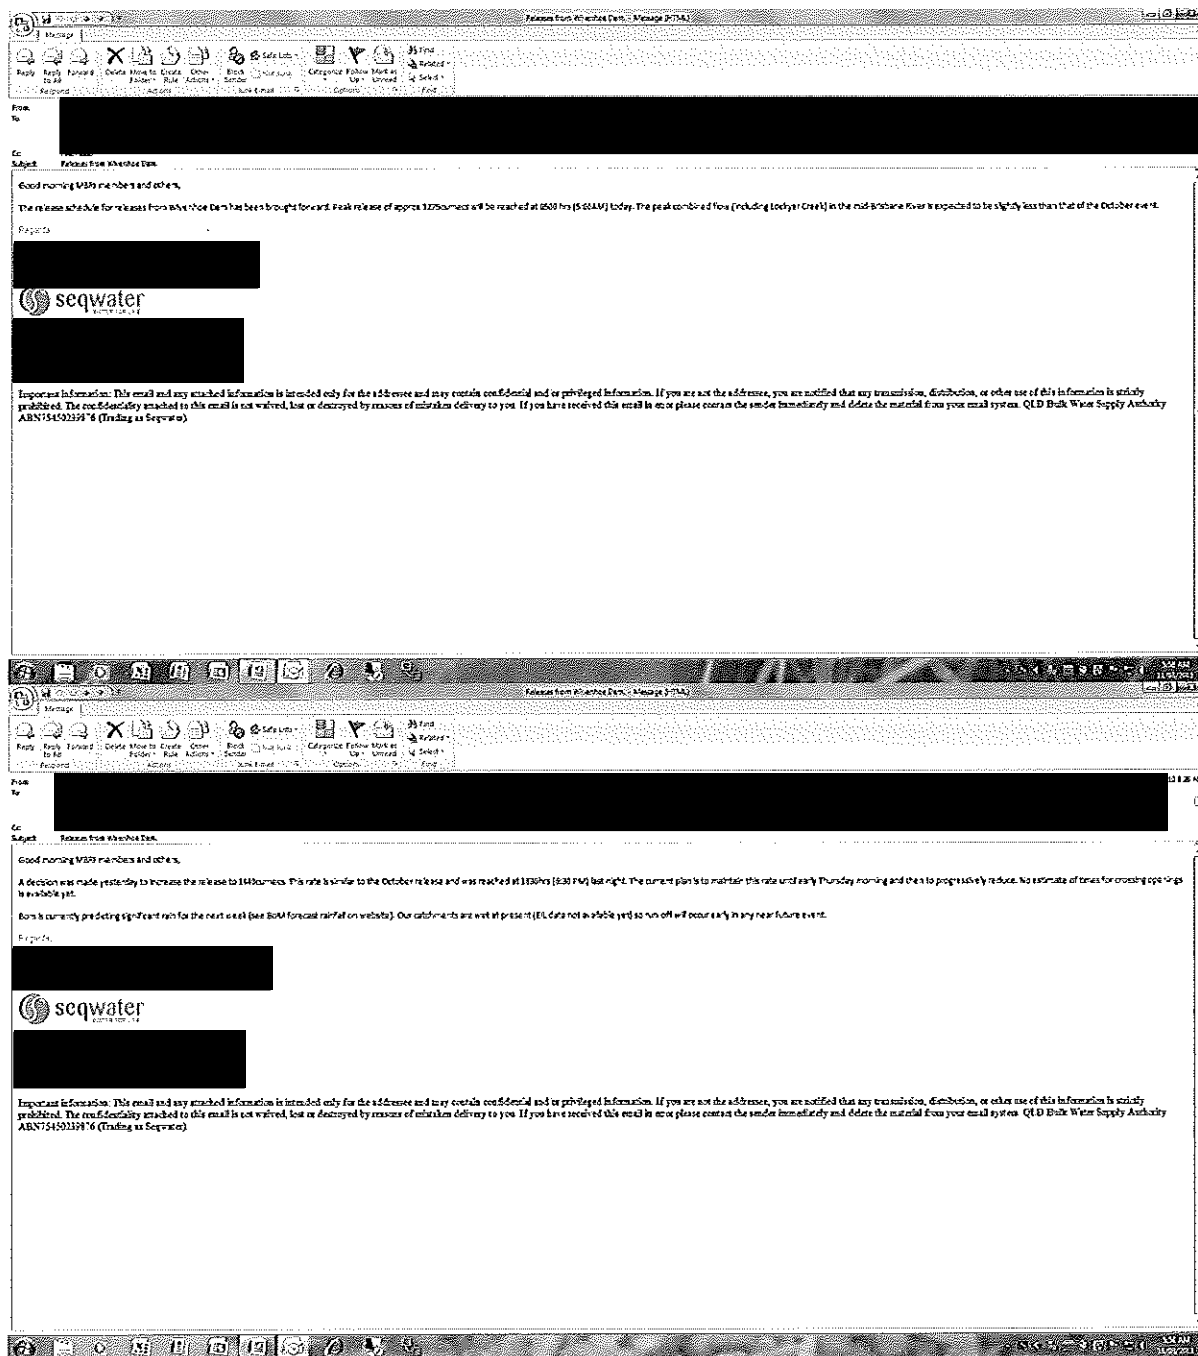 Releases from Wivenhoe Dam. - Message (HTML)
Message
Reply Reply to All Forward Delete Move to Folder Create Rule Other Actions Block Sender Safe Lists Categorize Follow Up Mark as Unread Find Related Select
Respond Actions Junk E-mail Options Find
From:
To:
Cc:
Subject: Releases from Wivenhoe Dam.
Good morning MBRI members and others,
The release schedule for releases from Wivenhoe Dam has been brought forward. Peak release of approx 1275cumecs will be reached at 0500 hrs (5:00AM) today. The peak combined flow (including Lockyer Creek) in the mid-Brisbane River is expected to be slightly less than that of the October event.
Regards
seqwater
WATER FOR LIFE
Important information: This email and any attached information is intended only for the addressee and may contain confidential and or privileged information. If you are not the addressee, you are notified that any transmission, distribution, or other use of this information is strictly
prohibited. The confidentiality attached to this email is not waived, lost or destroyed by reasons of mistaken delivery to you. If you have received this email in error please contact the sender immediately and delete the material from your email system. QLD Bulk Water Supply Authority
ABN75450239876 (Trading as Seqwater).
Releases from Wivenhoe Dam. - Message (HTML)
Message
Reply Reply to All Forward Delete Move to Folder Create Rule Other Actions Block Sender Safe Lists Categorize Follow Up Mark as Unread Find Related Select
Respond Actions Junk E-mail Options Find
From:
To:
Cc:
Subject: Releases from Wivenhoe Dam.
Good morning MBRI members and others,
A decision was made yesterday to increase the release to 1640cumecs. This rate is similar to the October release and was reached at 1830hrs (6:30 PM) last night. The current plan is to maintain this rate until early Thursday morning and then to progressively reduce. No estimate of times for crossing openings
is available yet.
Bom is currently predicting significant rain for the next week (see BoM forecast rainfall on website). Our catchments are wet at present (EIL data not available yet) so run off will occur early in any near future event.
Regards,
seqwater
WATER FOR LIFE
Important information: This email and any attached information is intended only for the addressee and may contain confidential and or privileged information. If you are not the addressee, you are notified that any transmission, distribution, or other use of this information is strictly
prohibited. The confidentiality attached to this email is not waived, lost or destroyed by reasons of mistaken delivery to you. If you have received this email in error please contact the sender immediately and delete the material from your email system. QLD Bulk Water Supply Authority
ABN75450239876 (Trading as Seqwater).